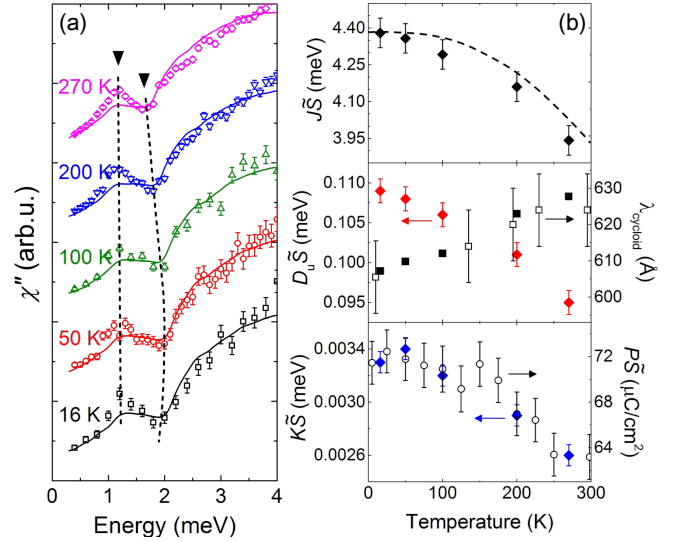 (a)
270 K
200 K
100 K
50 K
16 K
χ″ (arb.u.)
0 1 2 3 4
Energy (meV)
(b)
4.40
4.25
4.10
3.95
JS̃ (meV)
0.110
0.105
0.100
0.095
D_uS̃ (meV)
630
620
610
600
λ_cycloid (Å)
0.0034
0.0030
0.0026
KS̃ (meV)
72
68
64
PS̃ (μC/cm²)
0 100 200 300
Temperature (K)